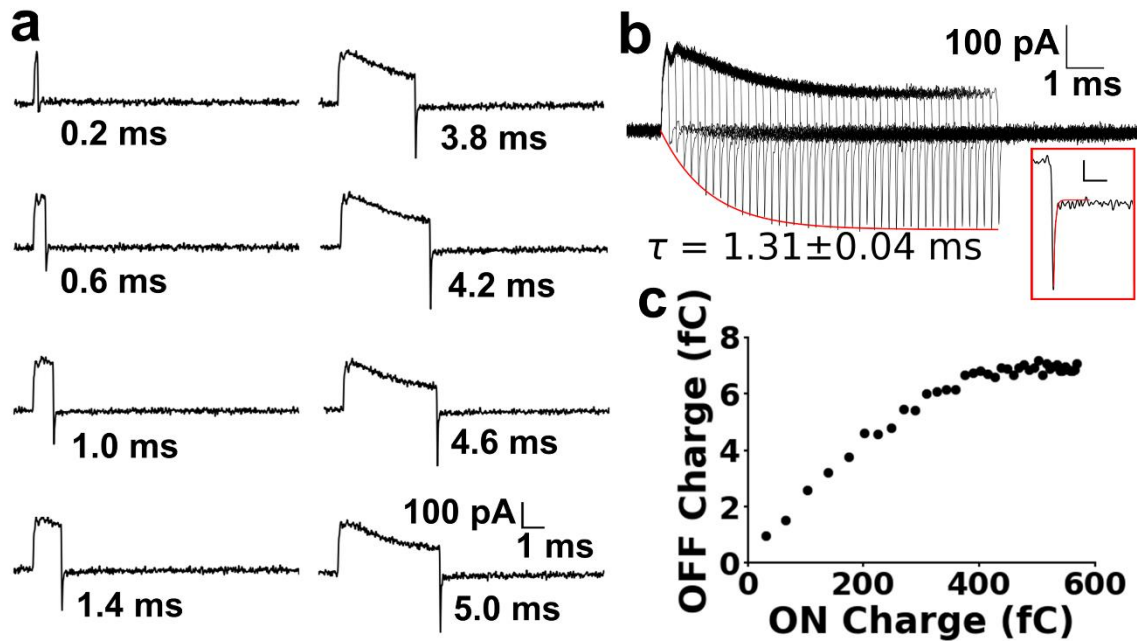 a
0.2 ms
3.8 ms
0.6 ms
4.2 ms
1.0 ms
4.6 ms
1.4 ms
100 pA
1 ms
5.0 ms
b
100 pA
1 ms
τ = 1.31±0.04 ms
c
OFF Charge (fC)
8
6
4
2
0
0
200
400
600
ON Charge (fC)